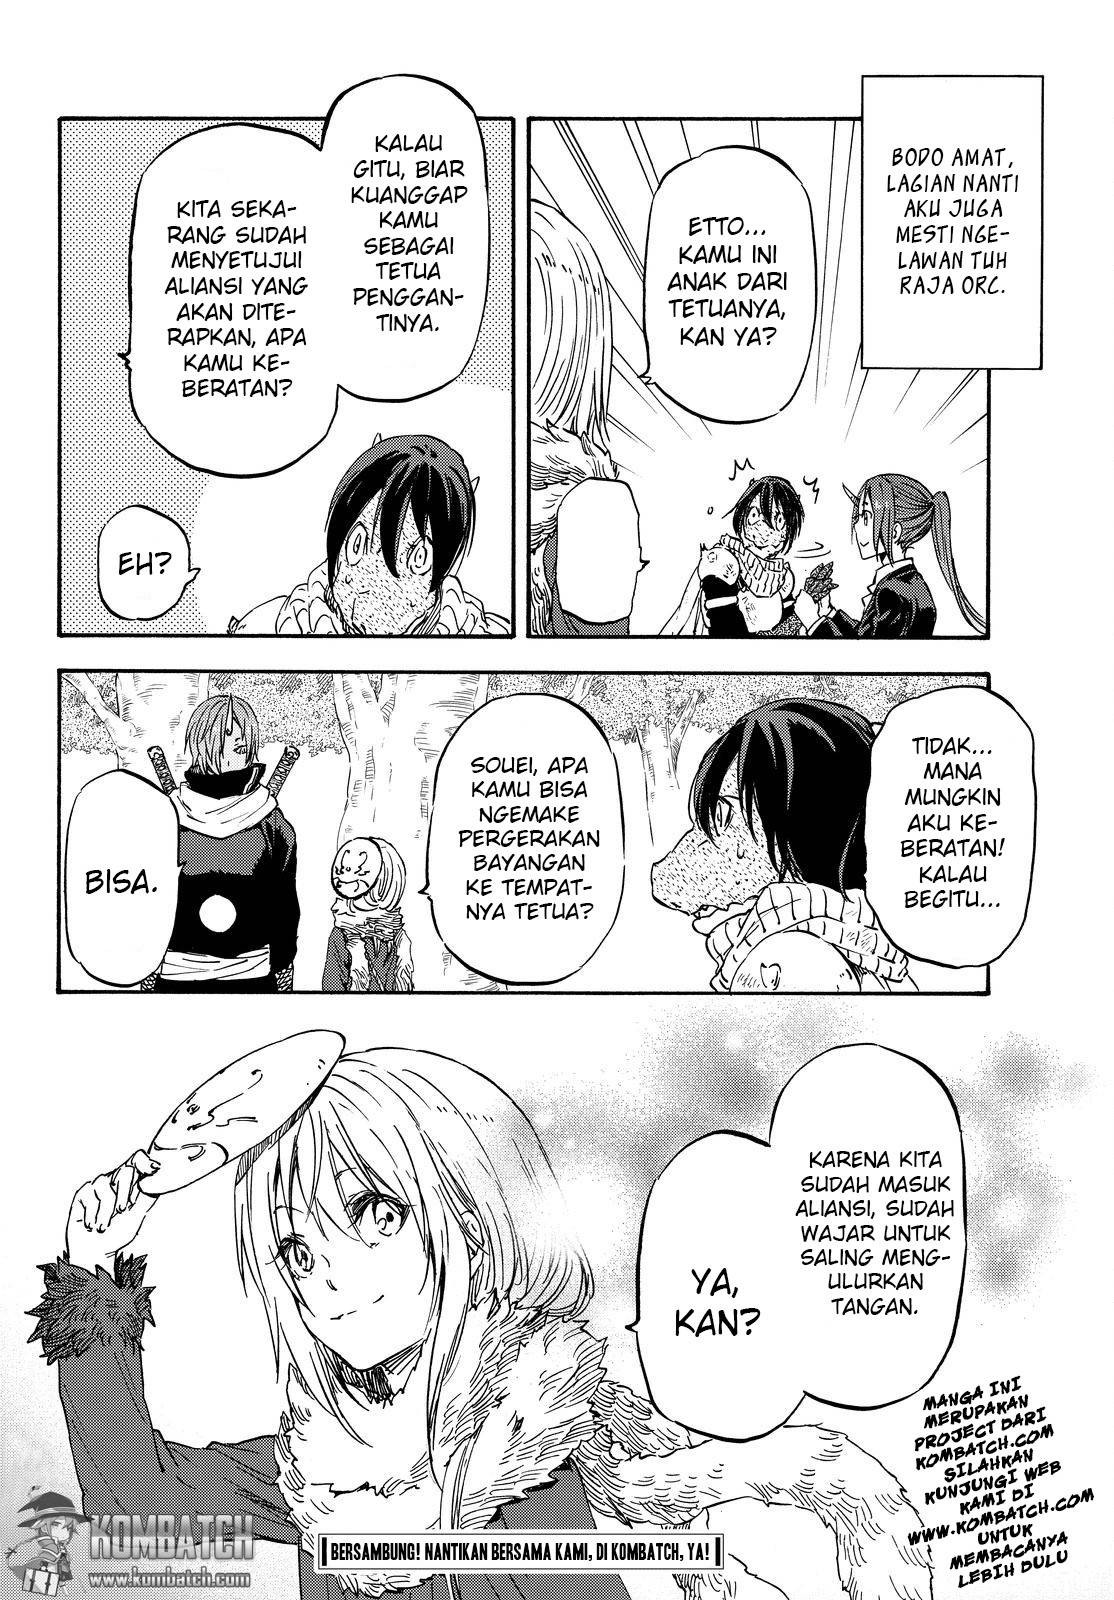 BODO AMAT,
LAGIAN NANTI
AKU JUGA
MESTI NGE-
LAWAN TUH
RAJA ORC.
ETTO...
KAMU INI
ANAK DARI
TETUANYA,
KAN YA?
KALAU
GITU, BIAR
KUANGGAP
KAMU
SEBAGAI
TETUA
PENGGAN-
TINYA.
KITA SEKA-
RANG SUDAH
MENYETUJUI
ALIANSI YANG
AKAN DITE-
RAPKAN, APA
KAMU KE-
BERATAN?
EH?
TIDAK...
MANA
MUNGKIN
AKU KE-
BERATAN!
KALAU
BEGITU...
SOUEI, APA
KAMU BISA
NGEMAKE
PERGERAKAN
BAYANGAN
KE TEMPAT-
NYA TETUA?
BISA.
KARENA KITA
SUDAH MASUK
ALIANSI, SUDAH
WAJAR UNTUK
SALING MENG-
ULURKAN
TANGAN.
YA,
KAN?
MANGA INI
MERUPAKAN
PROJECT DARI
KOMBATCH.COM
SILAHKAN
KUNJUNGI WEB
KAMI DI
WWW.KOMBATCH.COM
UNTUK
MEMBACANYA
LEBIH DULU
KOMBATCH
www.kombatch.com
BERSAMBUNG! NANTIKAN BERSAMA KAMI, DI KOMBATCH, YA!